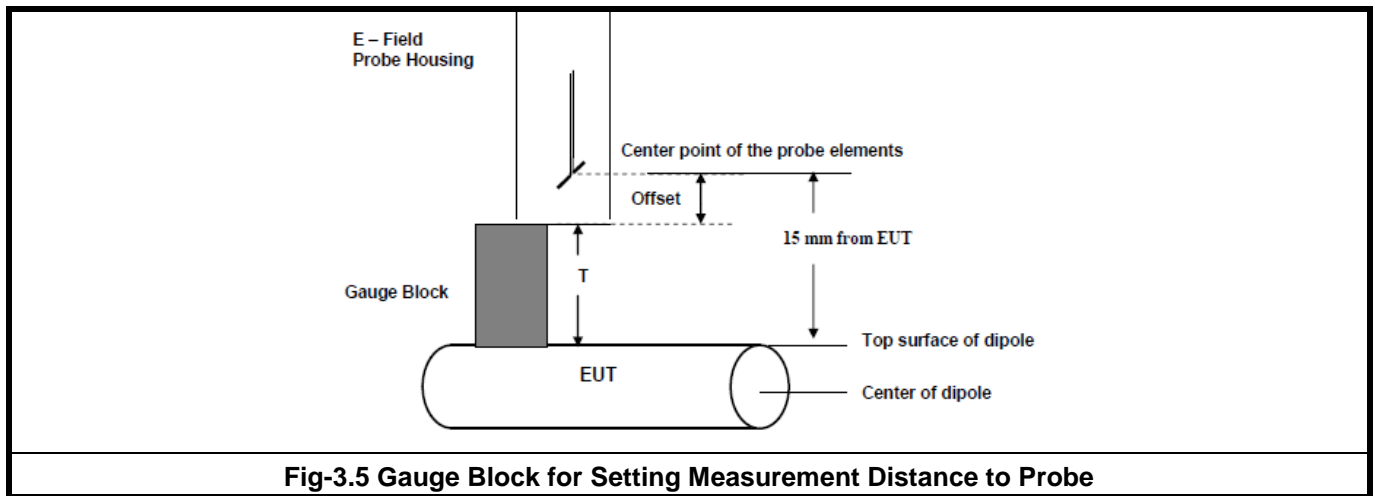 E – Field
Probe Housing
Center point of the probe elements
Offset
15 mm from EUT
T
Gauge Block
Top surface of dipole
EUT
Center of dipole
Fig-3.5 Gauge Block for Setting Measurement Distance to Probe